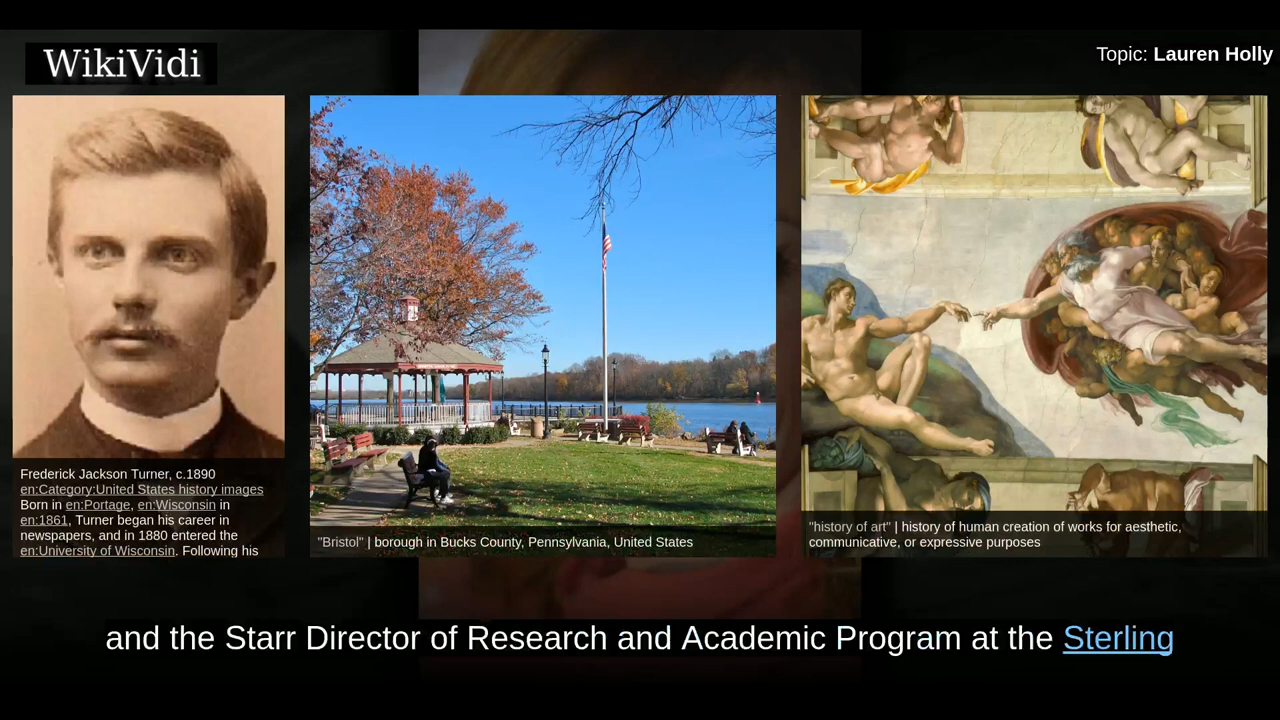 WikiVidi
Topic: Lauren Holly
Frederick Jackson Turner, c.1890
en:Category:United States history images
Born in en:Portage, en:Wisconsin in
en:1861, Turner began his career in
newspapers, and in 1880 entered the
en:University of Wisconsin. Following his
"Bristol" | borough in Bucks County, Pennsylvania, United States
"history of art" | history of human creation of works for aesthetic,
communicative, or expressive purposes
and the Starr Director of Research and Academic Program at the Sterling